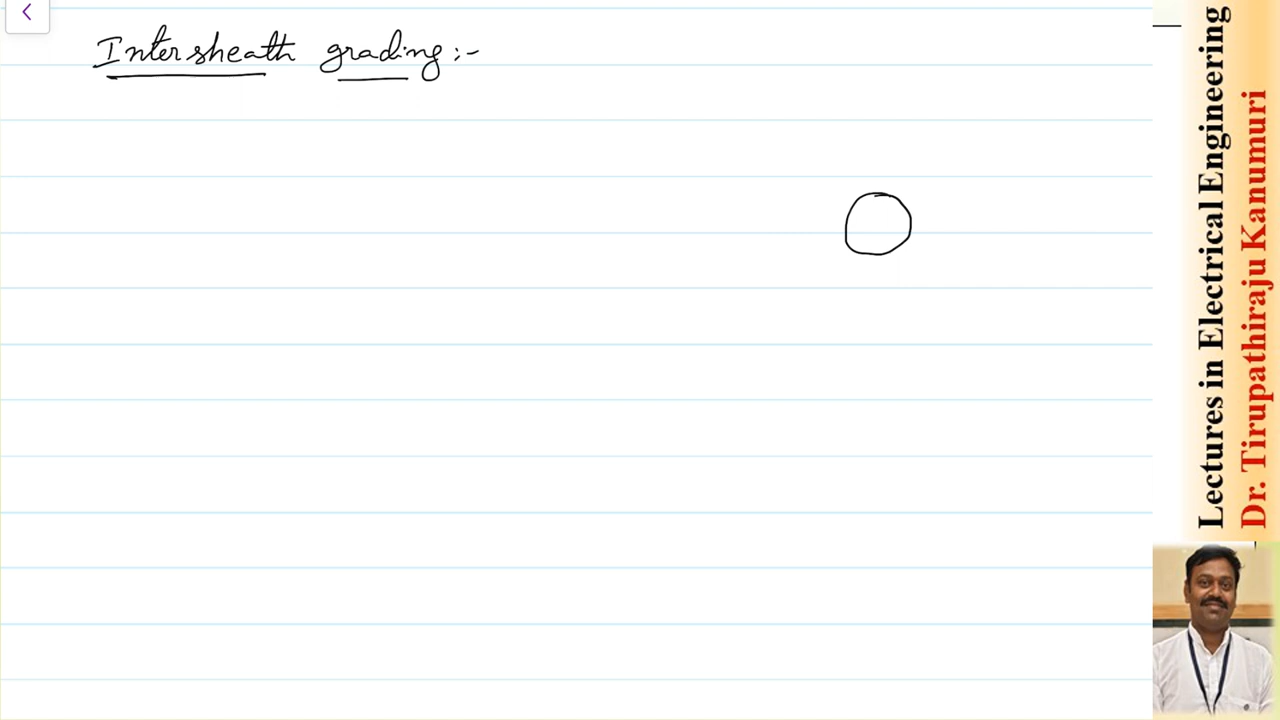 Intersheath grading :-
Lectures in Electrical Engineering
Dr. Tirupathiraju Kanumuri